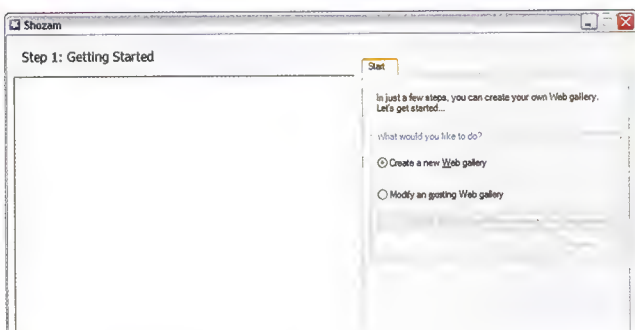 Shozam
Step 1: Getting Started
Start
In just a few steps, you can create your own Web gallery.
Let's get started...
What would you like to do?
Create a new Web gallery
Modify an existing Web gallery